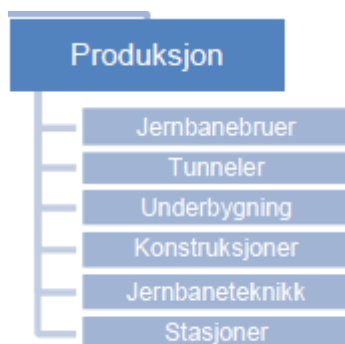 Produksjon
Jernbanebruer
Tunneler
Underbygning
Konstruksjoner
Jernbaneteknikk
Stasjoner